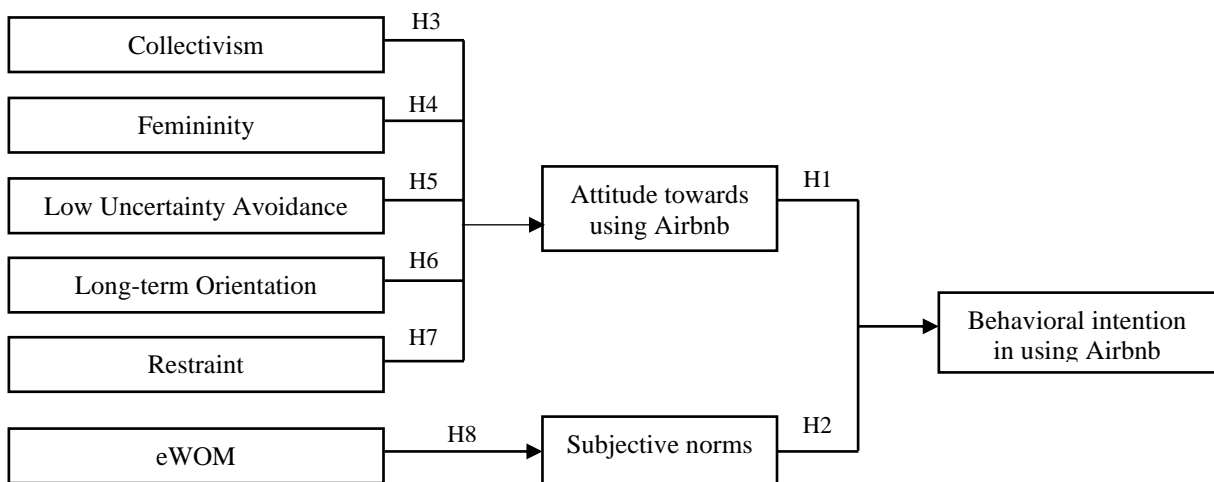 H3
Collectivism
H4
Femininity
H5
Low Uncertainty Avoidance
H6
Long-term Orientation
H7
Restraint
H8
eWOM
Attitude towards
using Airbnb
H1
Subjective norms
H2
Behavioral intention
in using Airbnb